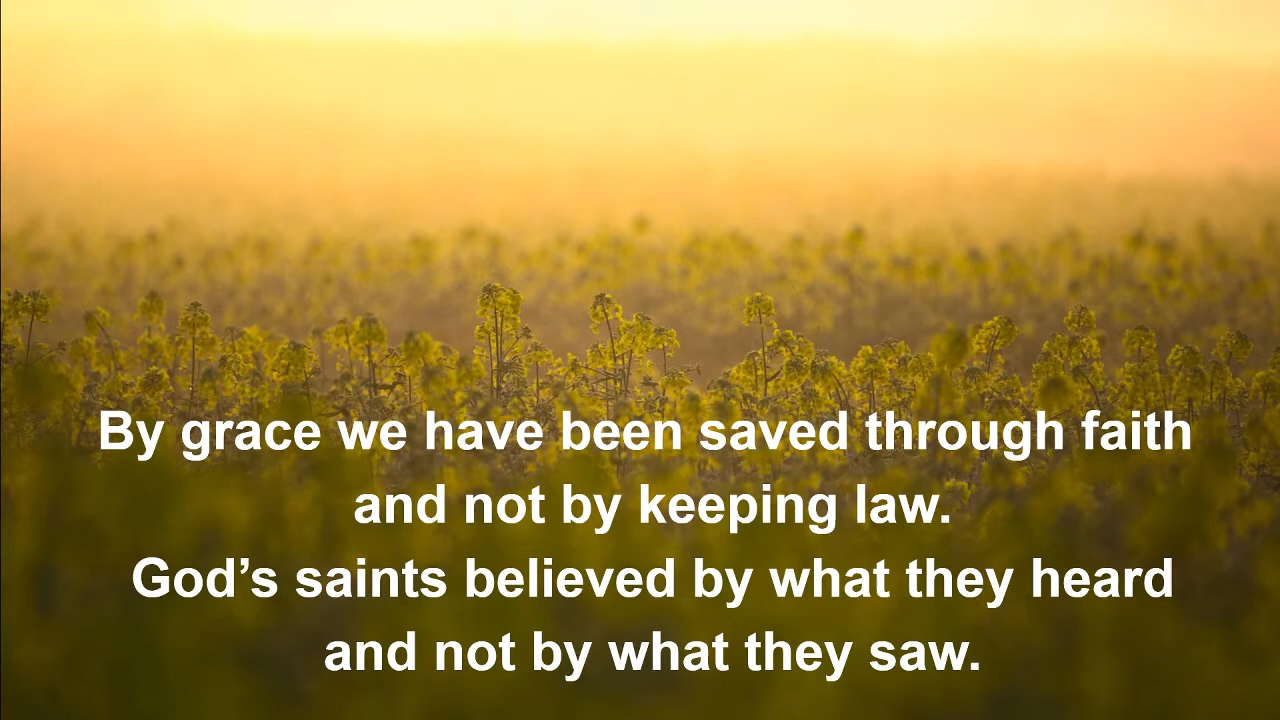 By grace we have been saved through faith
and not by keeping law.
God’s saints believed by what they heard
and not by what they saw.